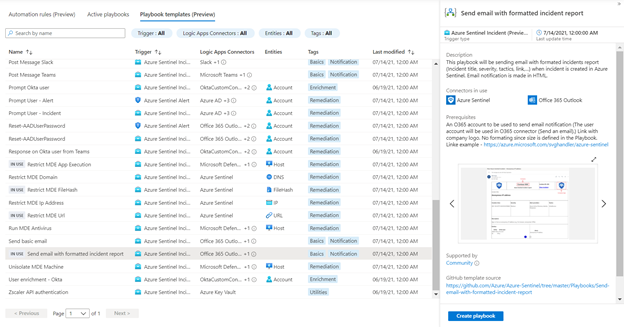 Automation rules (Preview) Active playbooks Playbook templates (Preview)
Search by name Trigger : All Logic Apps Connectors : All Entities : All Tags : All
Name Trigger Logic Apps Connectors Entities Tags Last modified
Post Message Slack Azure Sentinel Inci... Slack +1 Basics Notification 07/14/21, 12:00 AM
Post Message Teams Azure Sentinel Inci... Microsoft Teams +1 Basics Notification 07/14/21, 12:00 AM
Prompt Okta user Azure Sentinel Inci... OktaCustomConn... +2 Account Enrichment 06/19/21, 12:00 AM
Prompt User - Alert Azure Sentinel Alert Azure AD +3 Account Remediation 07/14/21, 12:00 AM
Prompt User - Incident Azure Sentinel Inci... Azure AD +3 Account Remediation 07/14/21, 12:00 AM
Reset-AADUserPassword Azure Sentinel Alert Office 365 Outloo... +2 Account Remediation 07/14/21, 12:00 AM
Reset-AADUserPassword Azure Sentinel Inci... Office 365 Outloo... +2 Account Remediation 07/14/21, 12:00 AM
Response on Okta user from Teams Azure Sentinel Inci... OktaCustomConn... +2 Account Remediation 06/19/21, 12:00 AM
IN USE Restrict MDE App Execution Azure Sentinel Inci... Microsoft Defen... +1 Host Remediation 07/14/21, 12:00 AM
Restrict MDE Domain Azure Sentinel Inci... Azure Sentinel DNS Remediation 07/14/21, 12:00 AM
IN USE Restrict MDE FileHash Azure Sentinel Inci... Azure Sentinel FileHash Remediation 07/14/21, 12:00 AM
Restrict MDE Ip Address Azure Sentinel Inci... Azure Sentinel IP Remediation 07/14/21, 12:00 AM
IN USE Restrict MDE Url Azure Sentinel Inci... Azure Sentinel URL Remediation 07/14/21, 12:00 AM
Run MDE Antivirus Azure Sentinel Inci... Microsoft Defen... +1 Host Remediation 07/14/21, 12:00 AM
Send basic email Azure Sentinel Inci... Office 365 Outloo... +1 Basics Notification 07/14/21, 12:00 AM
IN USE Send email with formatted incident report Azure Sentinel Inci... Office 365 Outloo... +1 Basics Notification 07/14/21, 12:00 AM
Unisolate MDE Machine Azure Sentinel Inci... Microsoft Defen... +1 Host Remediation 07/14/21, 12:00 AM
User enrichment - Okta Azure Sentinel Inci... OktaCustomConn... +1 Account Enrichment 06/19/21, 12:00 AM
Zscaler API authentication Azure Sentinel Inci... Azure Key Vault Utilities 06/19/21, 12:00 AM
< Previous Page 1 of 1 Next >
Send email with formatted incident report
Azure Sentinel Incident (Preview...
Trigger type
7/14/2021, 12:00:00 AM
Last update time
Description
This playbook will be sending email with formated incidents report
(Incident title, severity, tactics, link,...) when incident is created in Azure
Sentinel. Email notification is made in HTML.
Connectors in use
Azure Sentinel Office 365 Outlook
Prerequisites
An O365 account to be used to send email notification (The user
account will be used in O365 connector (Send an email).) Link with
company logo. No formating since size is defined in the Playbook.
Linke example - https://azure.microsoft.com/svghandler/azure-sentinel
Supported by
Community
GitHub template source
https://github.com/Azure/Azure-Sentinel/tree/master/Playbooks/Send-
email-with-formatted-incident-report
Create playbook